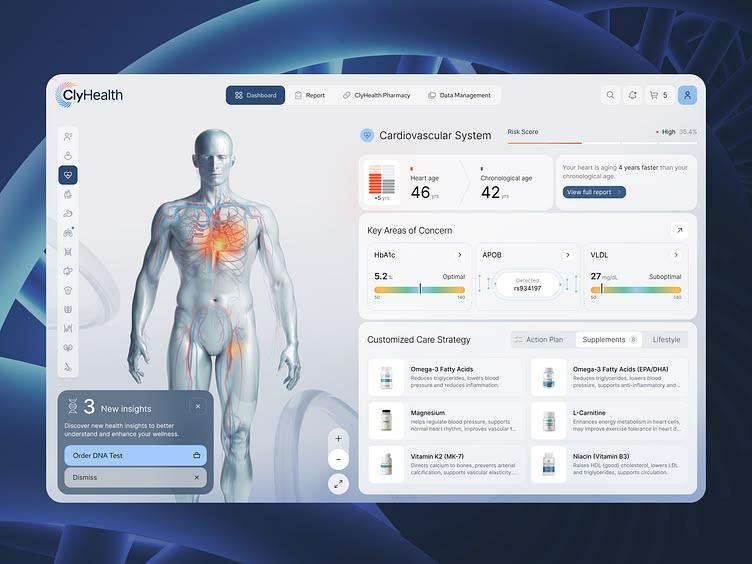 ClyHealth
Dashboard
Report
ClyHealth Pharmacy
Data Management
5
Cardiovascular System
Risk Score
High 35.4%
+5 yrs
Heart age
46 yrs
Chronological age
42 yrs
Your heart is aging 4 years faster than your
chronological age.
View full report
Key Areas of Concern
HbA1c
5.2 %
Optimal
50
140
APOB
Detected
rs934197
VLDL
27 mg/dL
Suboptimal
50
140
Customized Care Strategy
Action Plan
Supplements 8
Lifestyle
Omega-3 Fatty Acids
Reduces triglycerides, lowers blood
pressure and reduces inflammation.
Omega-3 Fatty Acids (EPA/DHA)
Reduces triglycerides, lowers blood
pressure, supports anti-inflammatory and...
Magnesium
Helps regulate blood pressure, supports
normal heart rhythm, improves vascular t...
L-Carnitine
Enhances energy metabolism in heart cells,
may improve exercise tolerance in heart d...
Vitamin K2 (MK-7)
Directs calcium to bones, prevents arterial
calcification, supports vascular elasticity....
Niacin (Vitamin B3)
Raises HDL (good) cholesterol, lowers LDL
and triglycerides, supports circulation.
3 New insights
Discover new health insights to better
understand and enhance your wellness.
Order DNA Test
Dismiss